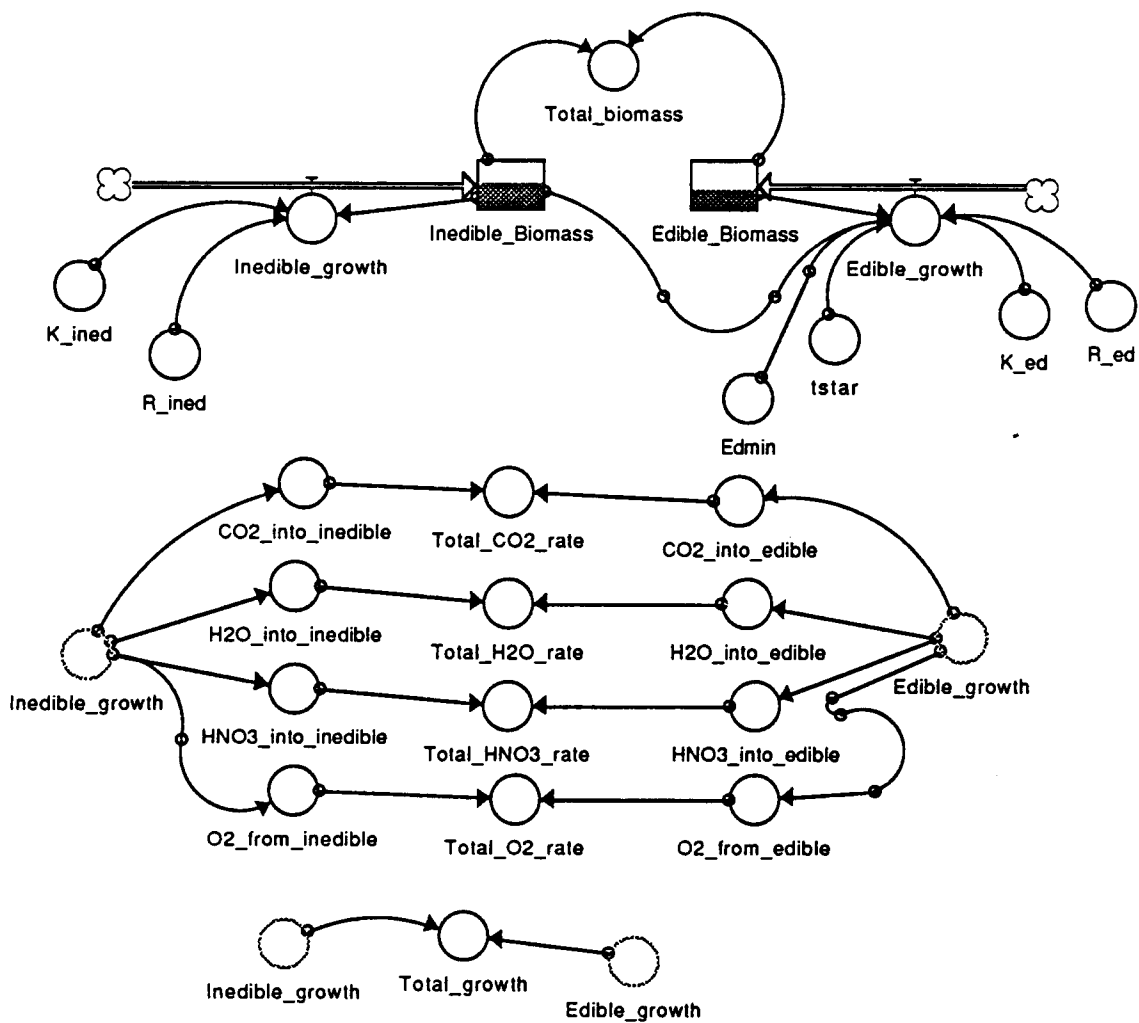 Total_biomass
Inedible_Biomass
Edible_Biomass
Inedible_growth
Edible_growth
K_ined
R_ined
Edmin
tstar
K_ed
R_ed
CO2_into_inedible
Total_CO2_rate
CO2_into_edible
H2O_into_inedible
Total_H2O_rate
H2O_into_edible
Inedible_growth
Edible_growth
HNO3_into_inedible
Total_HNO3_rate
HNO3_into_edible
O2_from_inedible
Total_O2_rate
O2_from_edible
Inedible_growth
Total_growth
Edible_growth